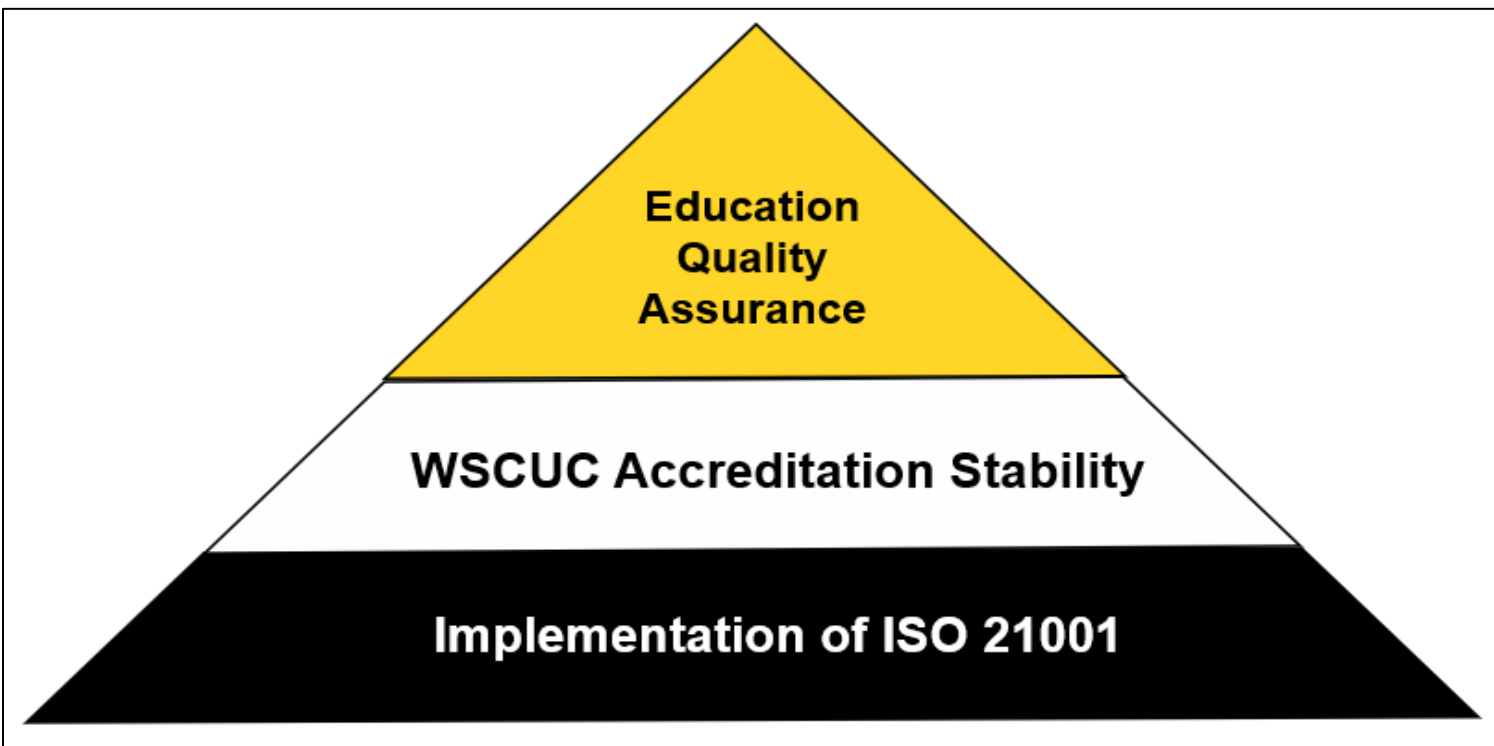 Education
Quality
Assurance
WSCUC Accreditation Stability
Implementation of ISO 21001